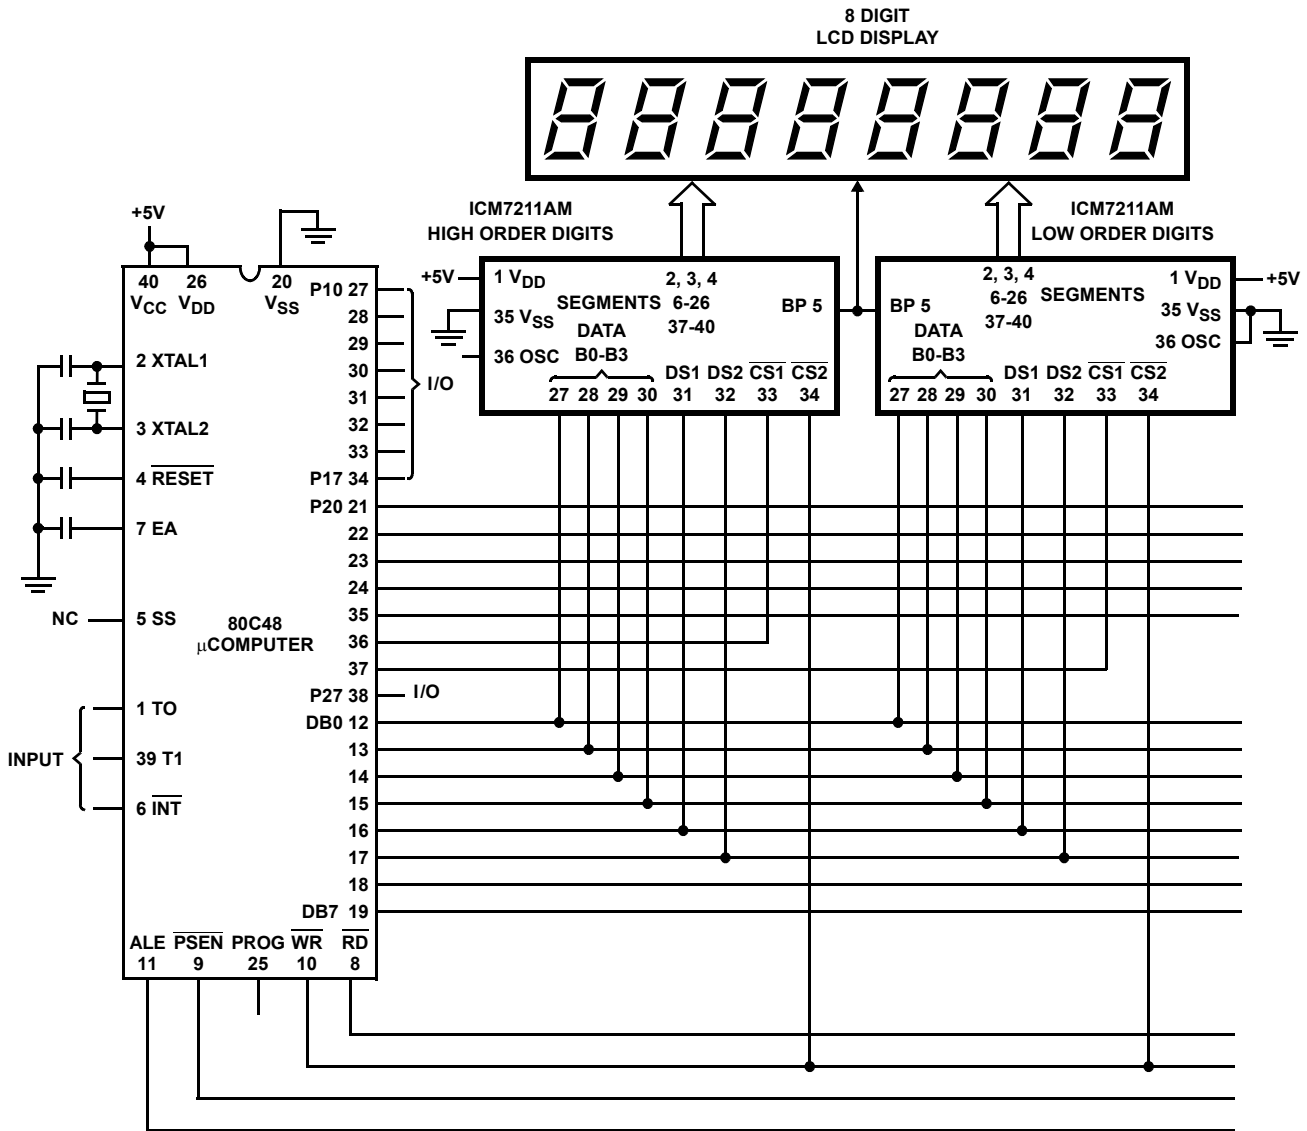 8 DIGIT
LCD DISPLAY
ICM7211AM
HIGH ORDER DIGITS
ICM7211AM
LOW ORDER DIGITS
+5V
40 26 20
VCC VDD VSS
+5V
1 VDD
35 VSS
36 OSC
SEGMENTS
2, 3, 4
6-26
37-40
DATA
B0-B3
BP 5
DS1 DS2 CS1 CS2
27 28 29 30 31 32 33 34
BP 5
2, 3, 4
6-26
37-40
SEGMENTS
DATA
B0-B3
1 VDD
35 VSS
36 OSC
+5V
DS1 DS2 CS1 CS2
27 28 29 30 31 32 33 34
P10 27
28
29
30
31
32
33
P17 34
I/O
P20 21
22
23
24
35
36
37
P27 38
I/O
DB0 12
13
14
15
16
17
18
DB7 19
2 XTAL1
3 XTAL2
4 RESET
7 EA
NC
5 SS
80C48
µCOMPUTER
INPUT
1 TO
39 T1
6 INT
ALE PSEN PROG WR RD
11 9 25 10 8